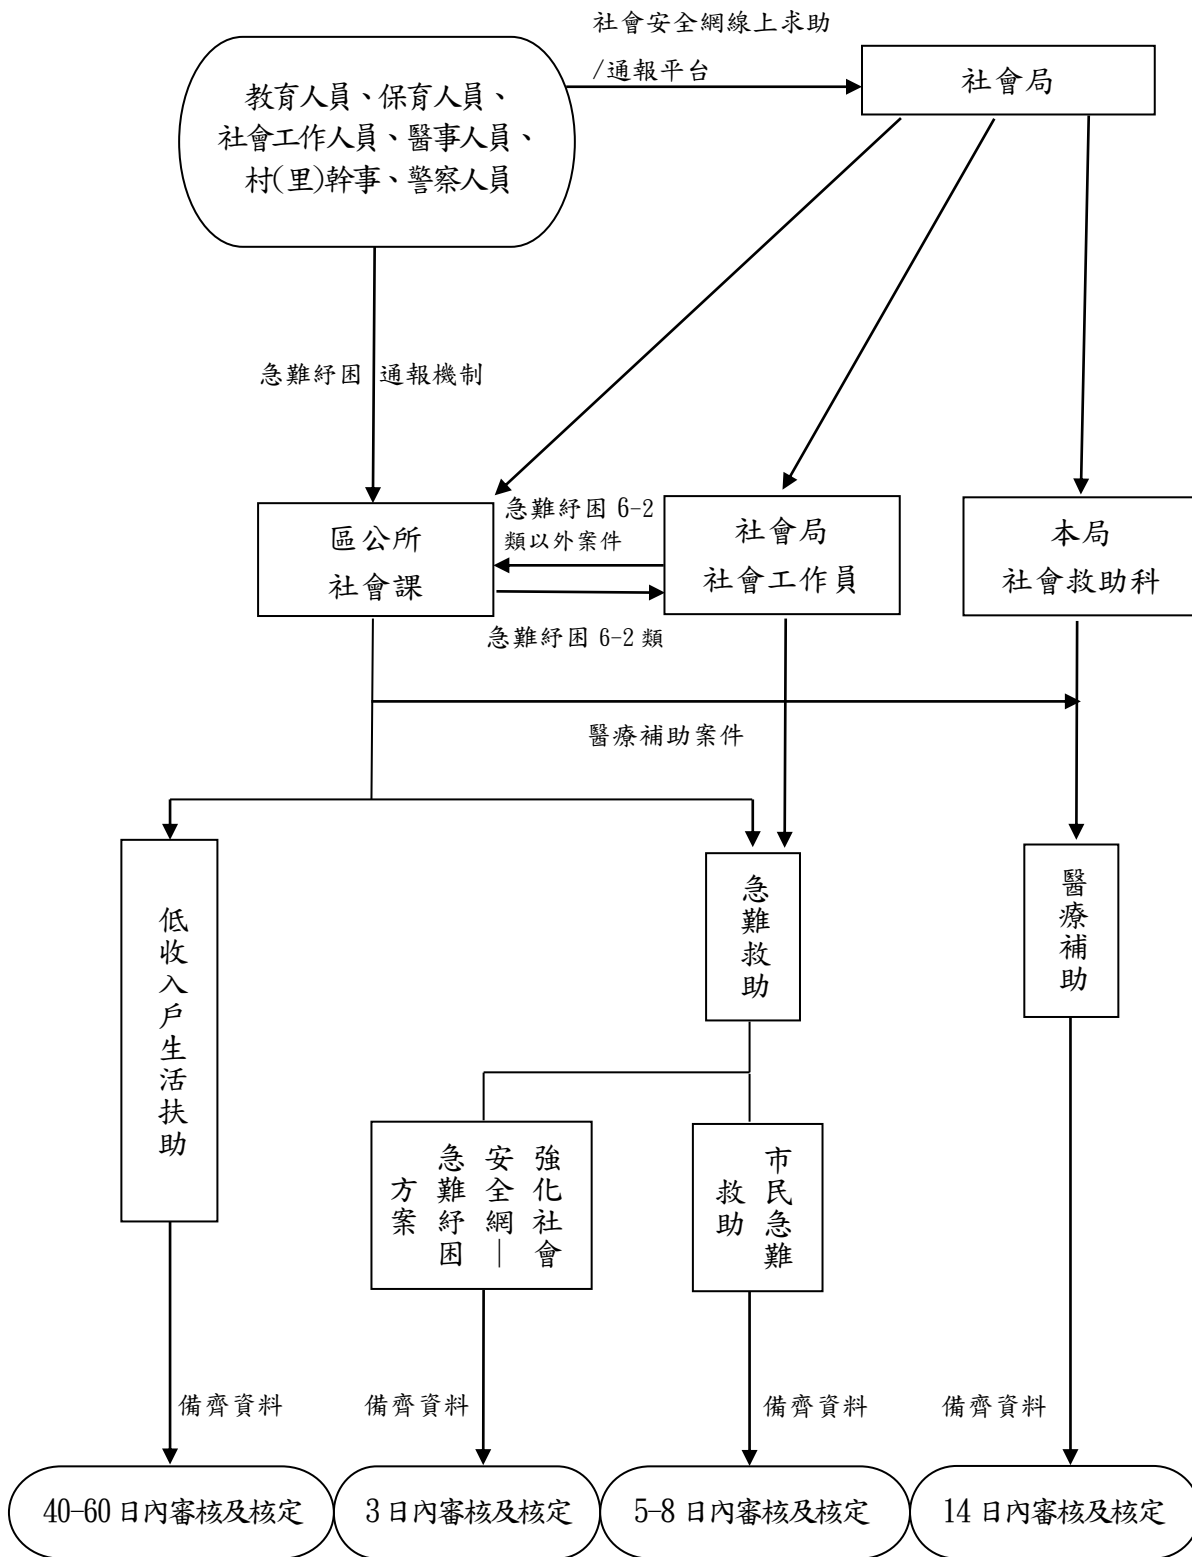 社會安全網線上求助
/通報平台
教育人員、保育人員、
社會工作人員、醫事人員、
村(里)幹事、警察人員
社會局
急難紓困 通報機制
區公所
社會課
急難紓困 6-2
類以外案件
社會局
社會工作員
本局
社會救助科
急難紓困 6-2 類
醫療補助案件
低收入戶生活扶助
急難救助
醫療補助
強化社會
安全網—
急難紓困
方案
市民急難
救助
備齊資料
備齊資料
備齊資料
備齊資料
40-60 日內審核及核定
3 日內審核及核定
5-8 日內審核及核定
14 日內審核及核定